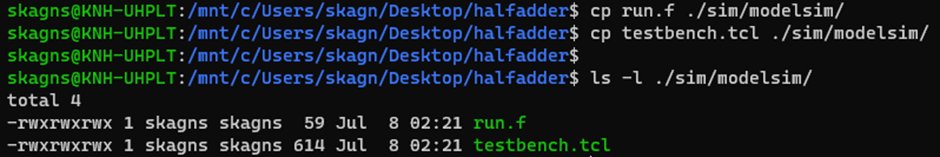 skagns@KNH-UHPLT:/mnt/c/Users/skagn/Desktop/halfadder$ cp run.f ./sim/modelsim/
skagns@KNH-UHPLT:/mnt/c/Users/skagn/Desktop/halfadder$ cp testbench.tcl ./sim/modelsim/
skagns@KNH-UHPLT:/mnt/c/Users/skagn/Desktop/halfadder$
skagns@KNH-UHPLT:/mnt/c/Users/skagn/Desktop/halfadder$ ls -l ./sim/modelsim/
total 4
-rwxrwxrwx 1 skagns skagns  59 Jul  8 02:21 run.f
-rwxrwxrwx 1 skagns skagns 614 Jul  8 02:21 testbench.tcl